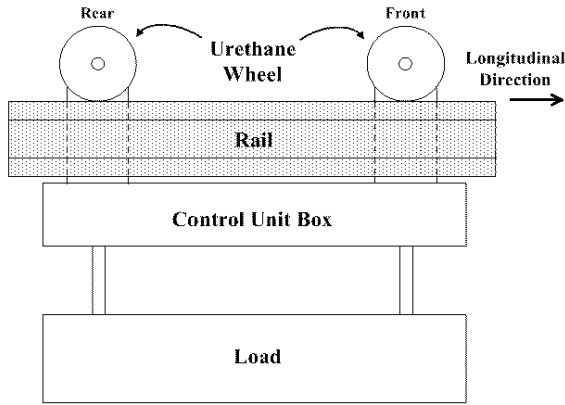 Rear
Front
Urethane
Wheel
Longitudinal
Direction
Rail
Control Unit Box
Load